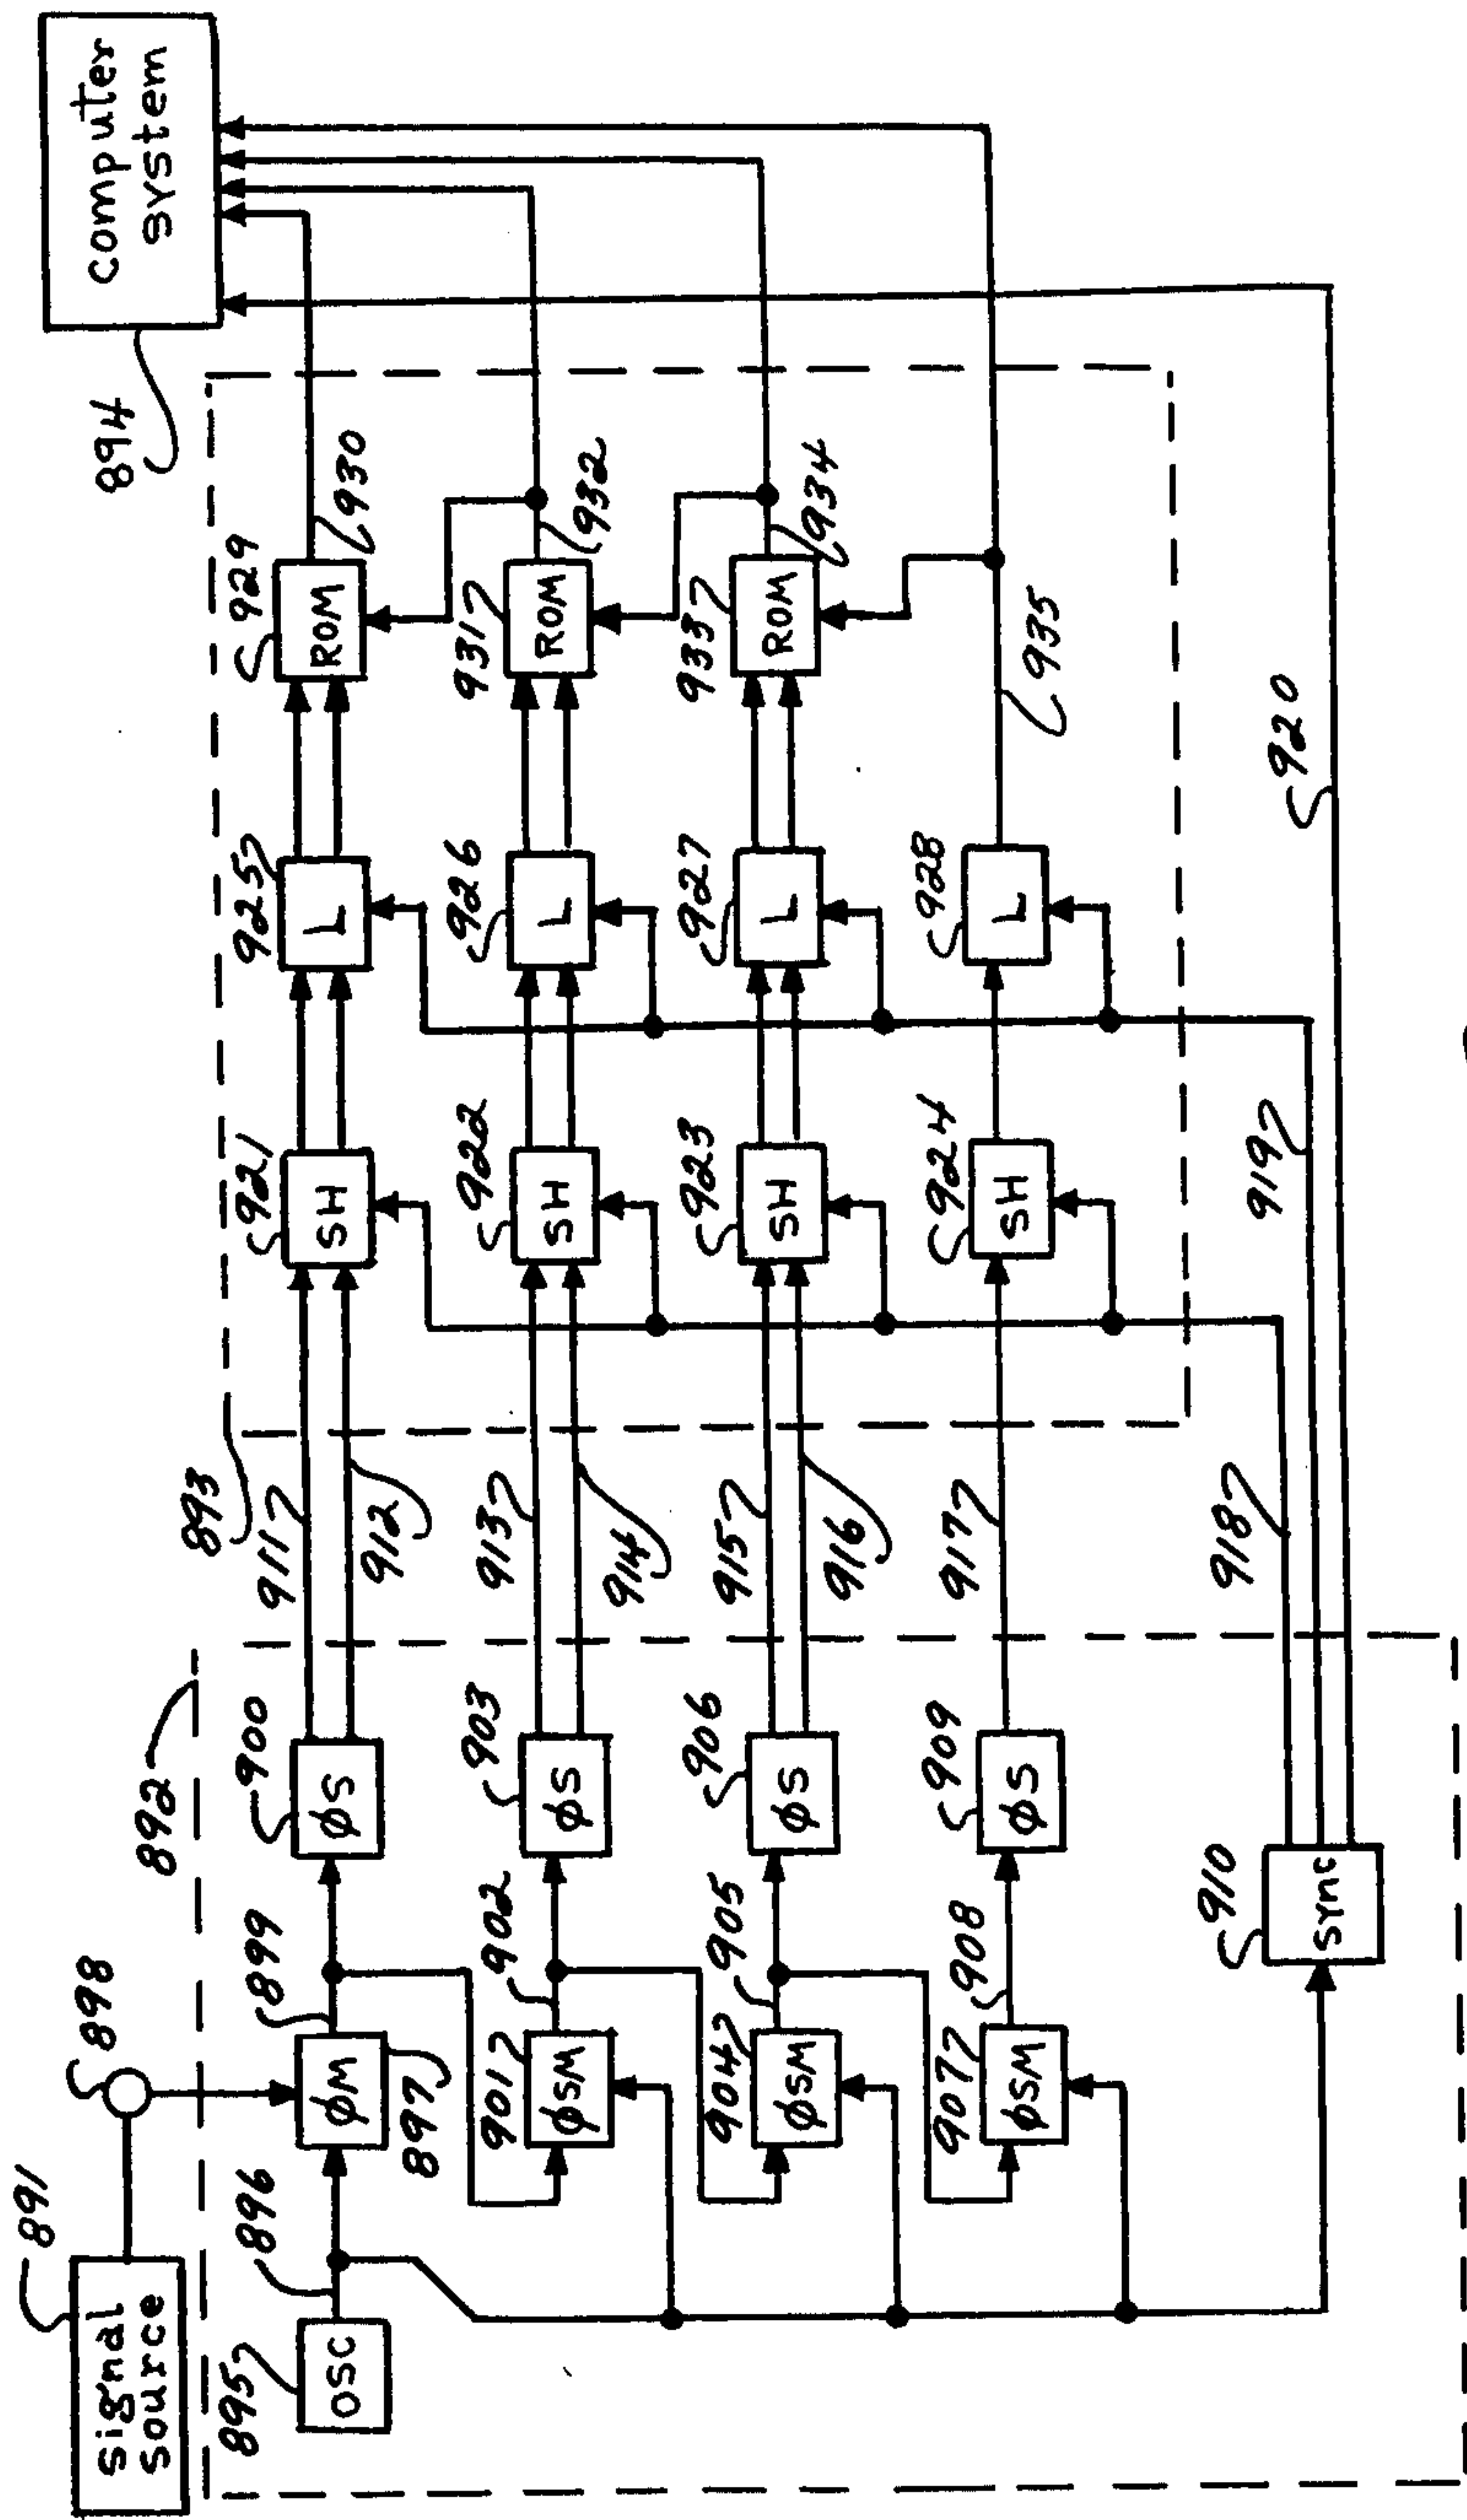 891
signal
source
898
892
893
894
computer
system
895
osc
896
ϕM
897
899
ϕS
900
911
912
SH
921
L
925
ROM
929
930
901
ϕSM
902
ϕS
903
913
914
SH
922
L
926
ROM
931
932
904
ϕSM
905
ϕS
906
915
916
SH
923
L
927
ROM
933
934
907
ϕSM
908
ϕS
909
917
SH
924
L
928
935
910
sync
918
919
920